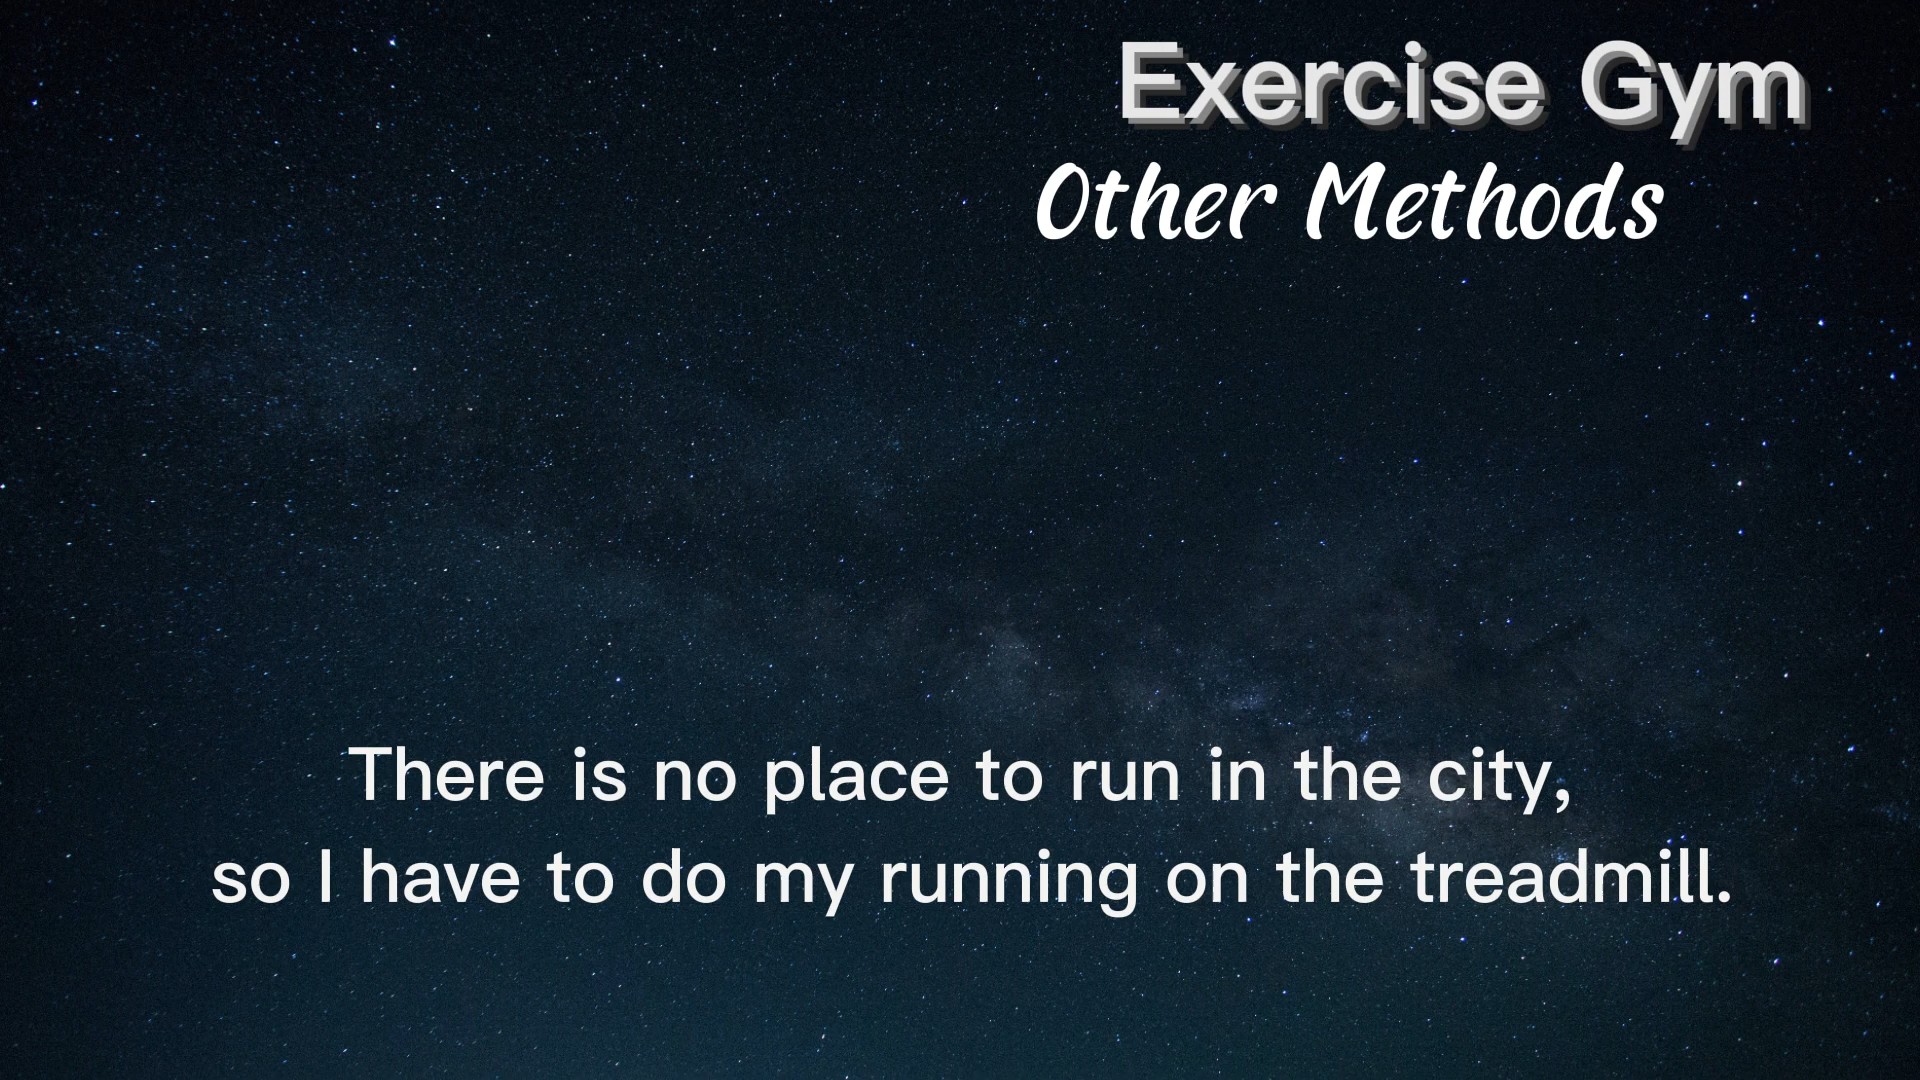 Exercise Gym
Other Methods
There is no place to run in the city,
so I have to do my running on the treadmill.